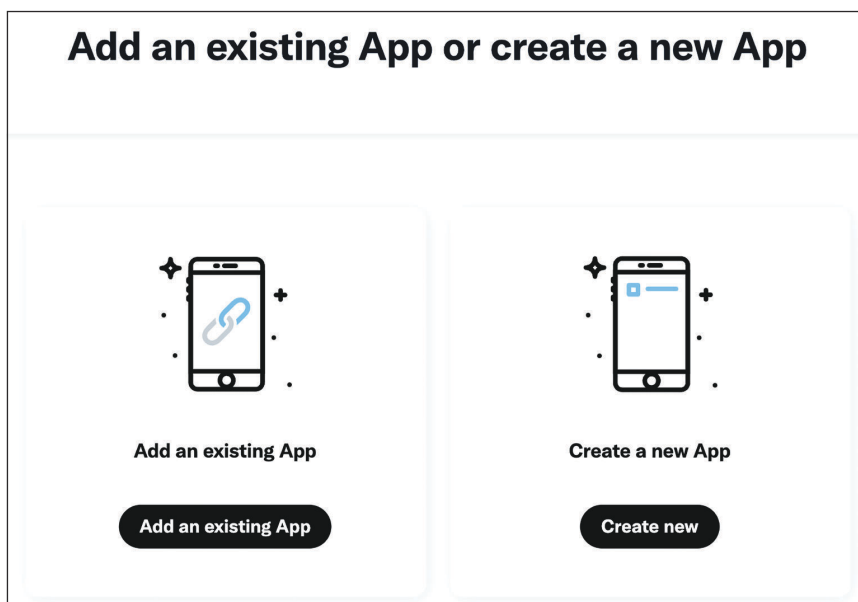 Add an existing App or create a new App
Add an existing App
Create a new App
Add an existing App
Create new